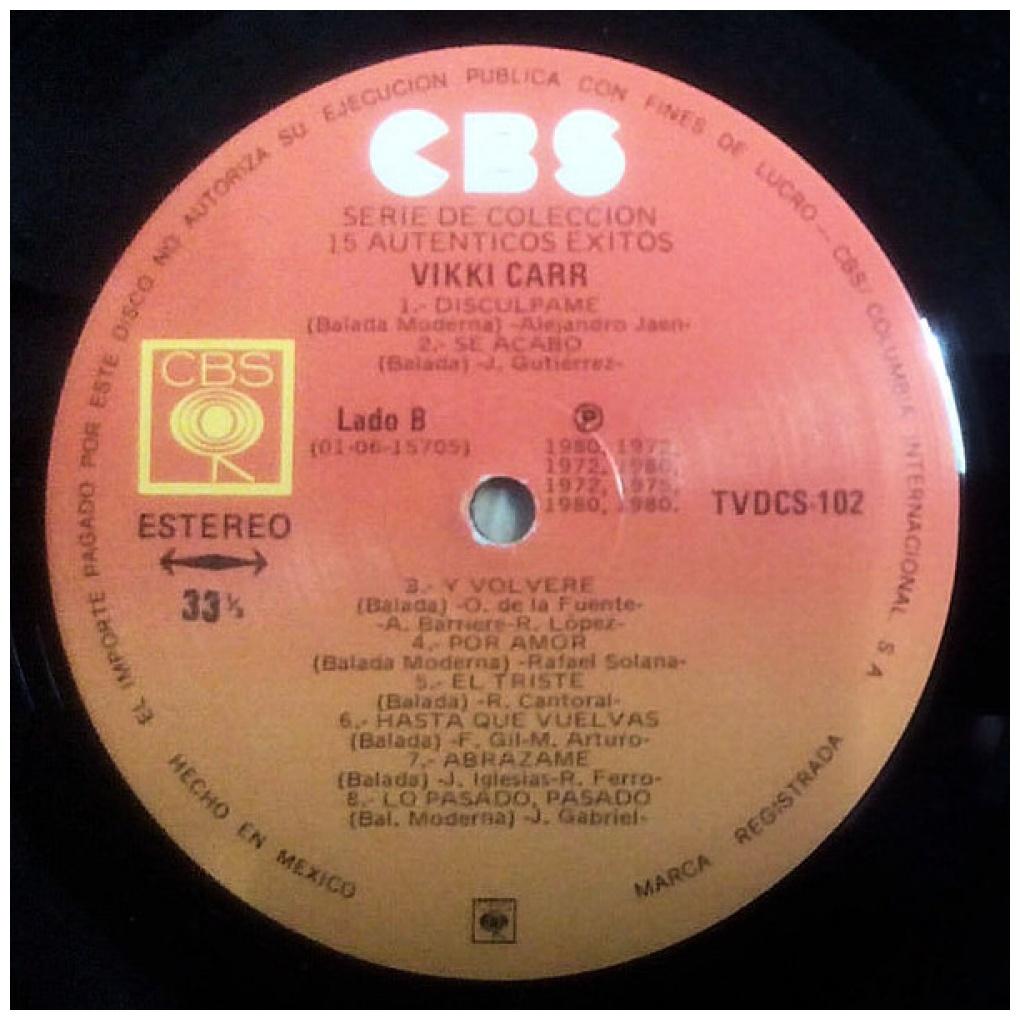 EL IMPORTE PAGADO POR ESTE DISCO NO AUTORIZA SU EJECUCION PUBLICA CON FINES DE LUCRO - CBS/ COLUMBIA INTERNACIONAL S A
CBS
SERIE DE COLECCION
15 AUTENTICOS EXITOS
VIKKI CARR
1.- DISCULPAME
(Balada Moderna) -Alejandro Jaen-
2.- SE ACABO
(Balada) -J. Gutierrez-
CBS
Lado B
(01-06-15705)
℗
1980, 1972,
1972, 1980,
1972, 1975,
1980, 1980.
TVDCS-102
ESTEREO
33⅓
3.- Y VOLVERE
(Balada) -O. de la Fuente-
-A. Barriere-R. López-
4.- POR AMOR
(Balada Moderna) -Rafael Solana-
5.- EL TRISTE
(Balada) -R. Cantoral-
6.- HASTA QUE VUELVAS
(Balada) -F. Gil-M. Arturo-
7.- ABRAZAME
(Balada) -J. Iglesias-R. Ferro-
8.- LO PASADO, PASADO
(Bal. Moderna) -J. Gabriel-
HECHO EN MEXICO
MARCA REGISTRADA